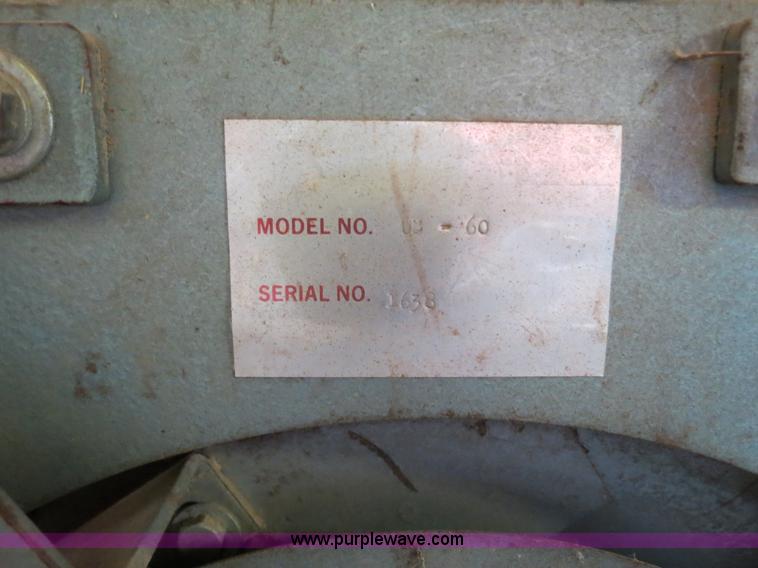 MODEL NO. - 60
SERIAL NO. 1638
www.purplewave.com